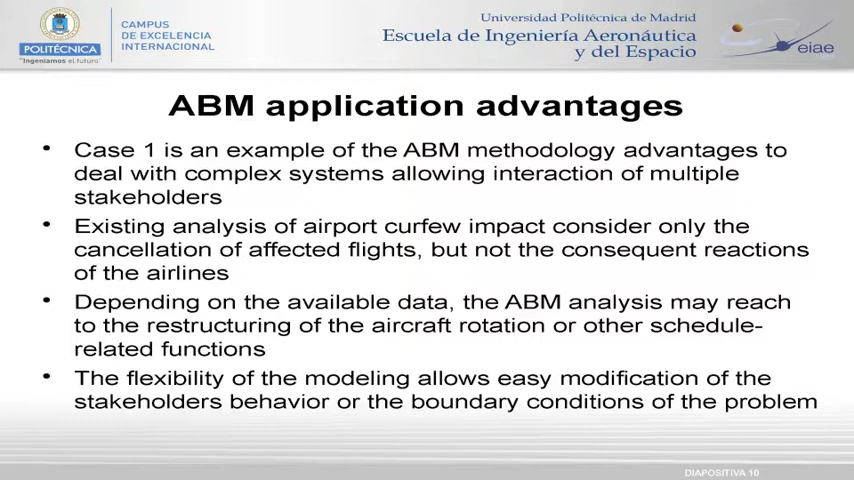 POLITÉCNICA
"Ingeniamos el futuro"
CAMPUS
DE EXCELENCIA
INTERNACIONAL
Universidad Politécnica de Madrid
Escuela de Ingeniería Aeronáutica
y del Espacio
eiae
ABM application advantages
• Case 1 is an example of the ABM methodology advantages to
deal with complex systems allowing interaction of multiple
stakeholders
• Existing analysis of airport curfew impact consider only the
cancellation of affected flights, but not the consequent reactions
of the airlines
• Depending on the available data, the ABM analysis may reach
to the restructuring of the aircraft rotation or other schedule-
related functions
• The flexibility of the modeling allows easy modification of the
stakeholders behavior or the boundary conditions of the problem
DIAPOSITIVA 10